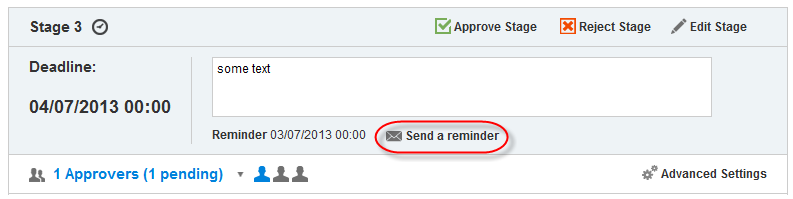 Stage 3 Approve Stage Reject Stage Edit Stage
Deadline: some text
04/07/2013 00:00
Reminder 03/07/2013 00:00 Send a reminder
1 Approvers (1 pending) Advanced Settings